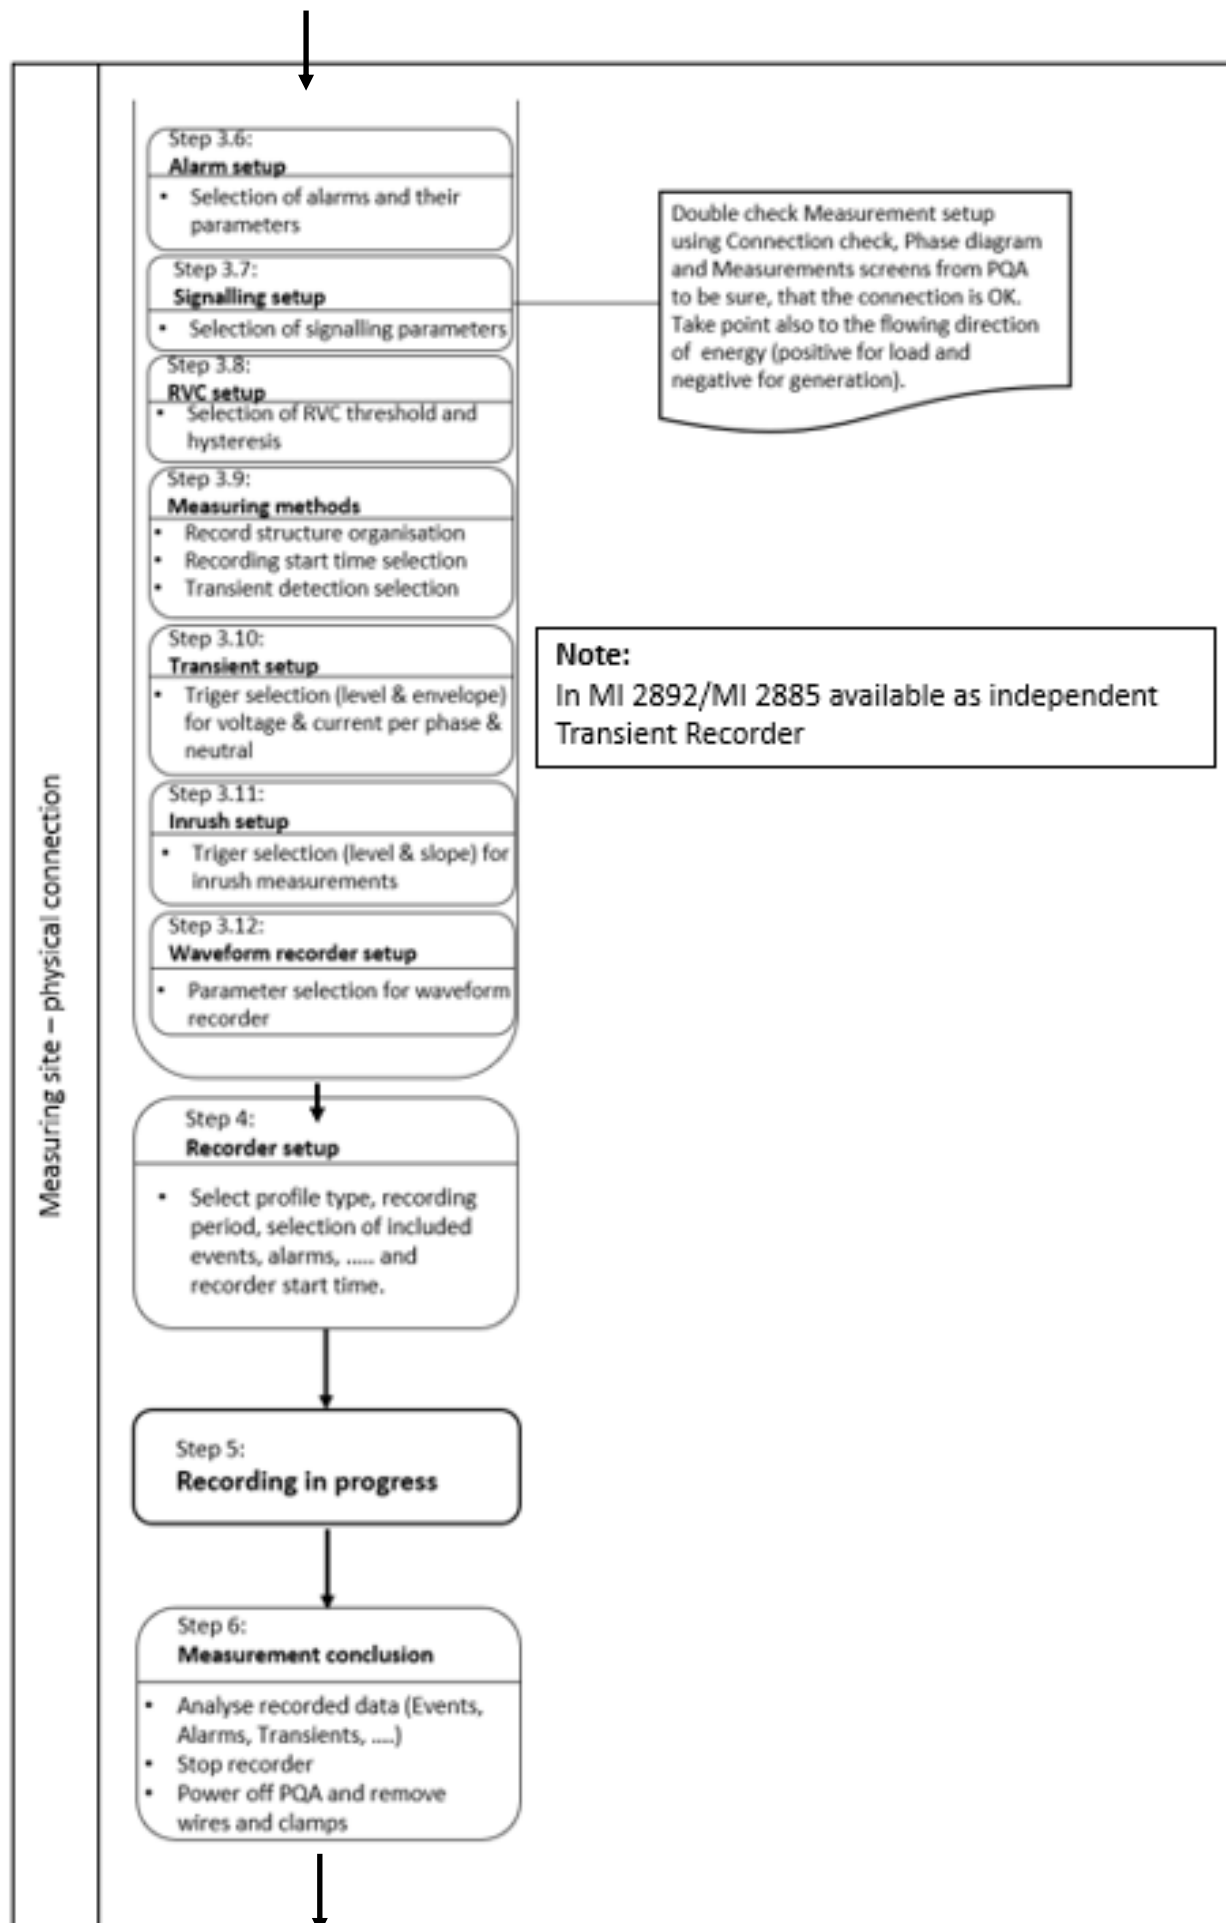 Measuring site – physical connection
Step 3.6:
Alarm setup
• Selection of alarms and their
parameters
Step 3.7:
Signalling setup
• Selection of signalling parameters
Double check Measurement setup
using Connection check, Phase diagram
and Measurements screens from PQA
to be sure, that the connection is OK.
Take point also to the flowing direction
of energy (positive for load and
negative for generation).
Step 3.8:
RVC setup
• Selection of RVC threshold and
hysteresis
Step 3.9:
Measuring methods
• Record structure organisation
• Recording start time selection
• Transient detection selection
Step 3.10:
Transient setup
• Triger selection (level & envelope)
for voltage & current per phase &
neutral
Note:
In MI 2892/MI 2885 available as independent
Transient Recorder
Step 3.11:
Inrush setup
• Triger selection (level & slope) for
inrush measurements
Step 3.12:
Waveform recorder setup
• Parameter selection for waveform
recorder
Step 4:
Recorder setup
• Select profile type, recording
period, selection of included
events, alarms, ..... and
recorder start time.
Step 5:
Recording in progress
Step 6:
Measurement conclusion
• Analyse recorded data (Events,
Alarms, Transients, ....)
• Stop recorder
• Power off PQA and remove
wires and clamps